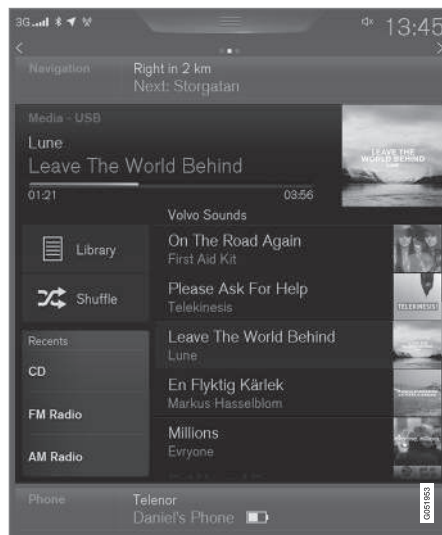 3G 13:45
Navigation
Right in 2 km
Next: Storgatan
Media - USB
Lune
Leave The World Behind
01:21 03:56
LEAVE THE
WORLD BEHIND
Volvo Sounds
Library
Shuffle
On The Road Again
First Aid Kit
Please Ask For Help
Telekinesis
TELEKINESIS!
Leave The World Behind
Lune
En Flyktig Kärlek
Markus Hasselblom
Millions
Evryone
Recents
CD
FM Radio
AM Radio
Phone
Telenor
Daniel's Phone
G051953